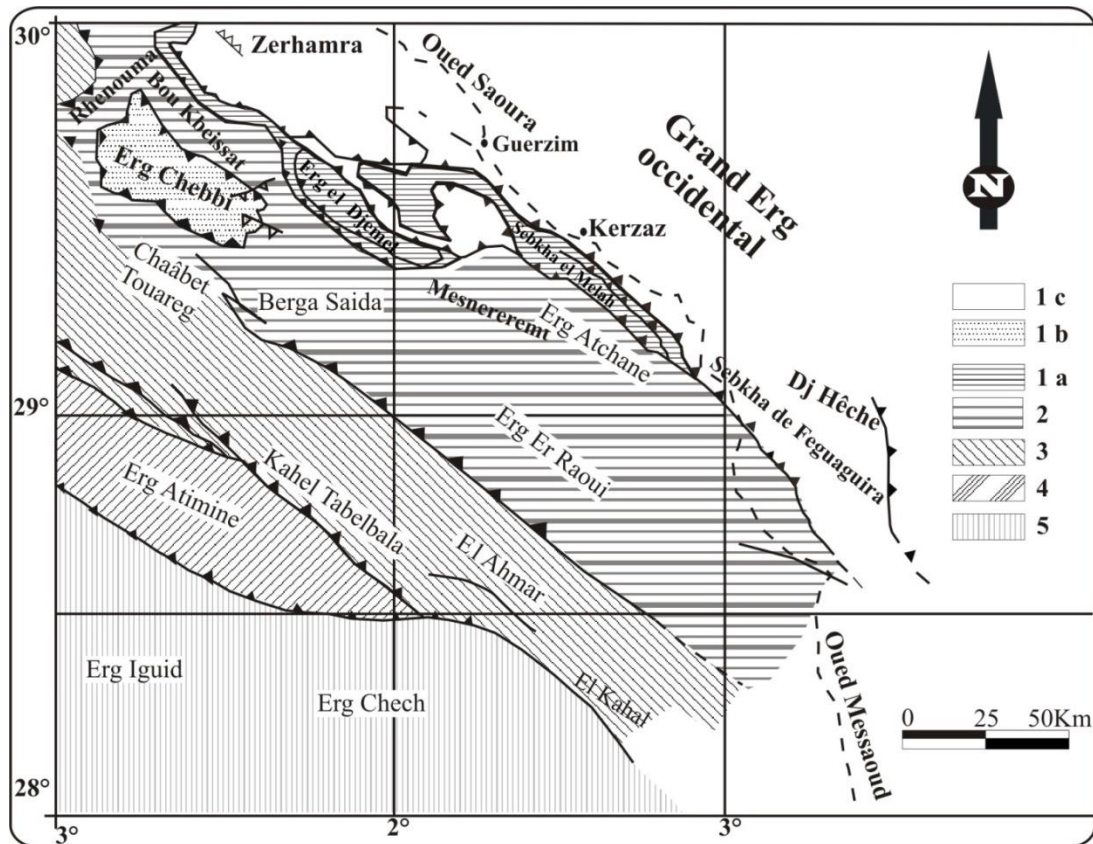 30°
Zerhamra
Oued Saoura
Rhenouma
Bou Kbeissat
Guerzim
Grand Erg
occidental
N
Erg Chebbi
Erg el Djemel
Kerzaz
Sebkha el Melah
Chaâbet
Touareg
Berga Saida
Mesnereremt
Erg Atchane
1 c
1 b
1 a
2
3
4
5
29°
Dj Hêche
Sebkha de Feguaguira
Erg Er Raoui
Kahel Tabelbala
Erg Atimine
El Ahmar
Erg Iguid
Erg Chech
El Kahal
Oued Messaoud
0 25 50Km
28°
3° 2° 3°